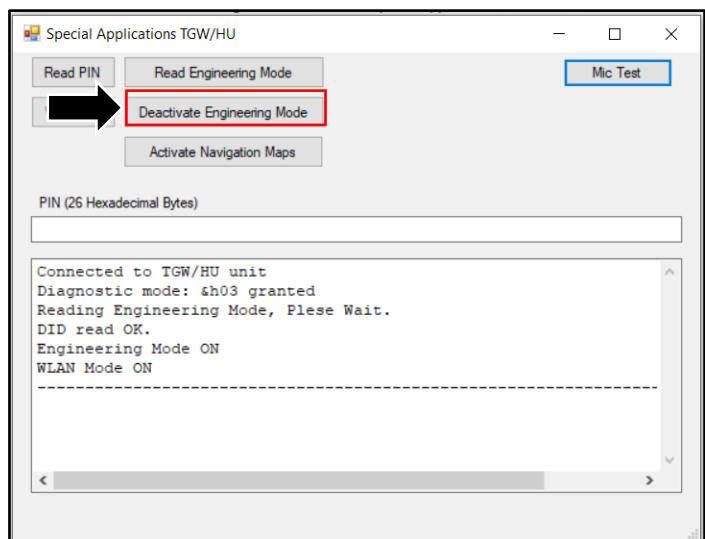 Special Applications TGW/HU
Read PIN
Read Engineering Mode
Mic Test
Deactivate Engineering Mode
Activate Navigation Maps
PIN (26 Hexadecimal Bytes)
Connected to TGW/HU unit
Diagnostic mode: &h03 granted
Reading Engineering Mode, Plese Wait.
DID read OK.
Engineering Mode ON
WLAN Mode ON
------------------------------------------------------------------